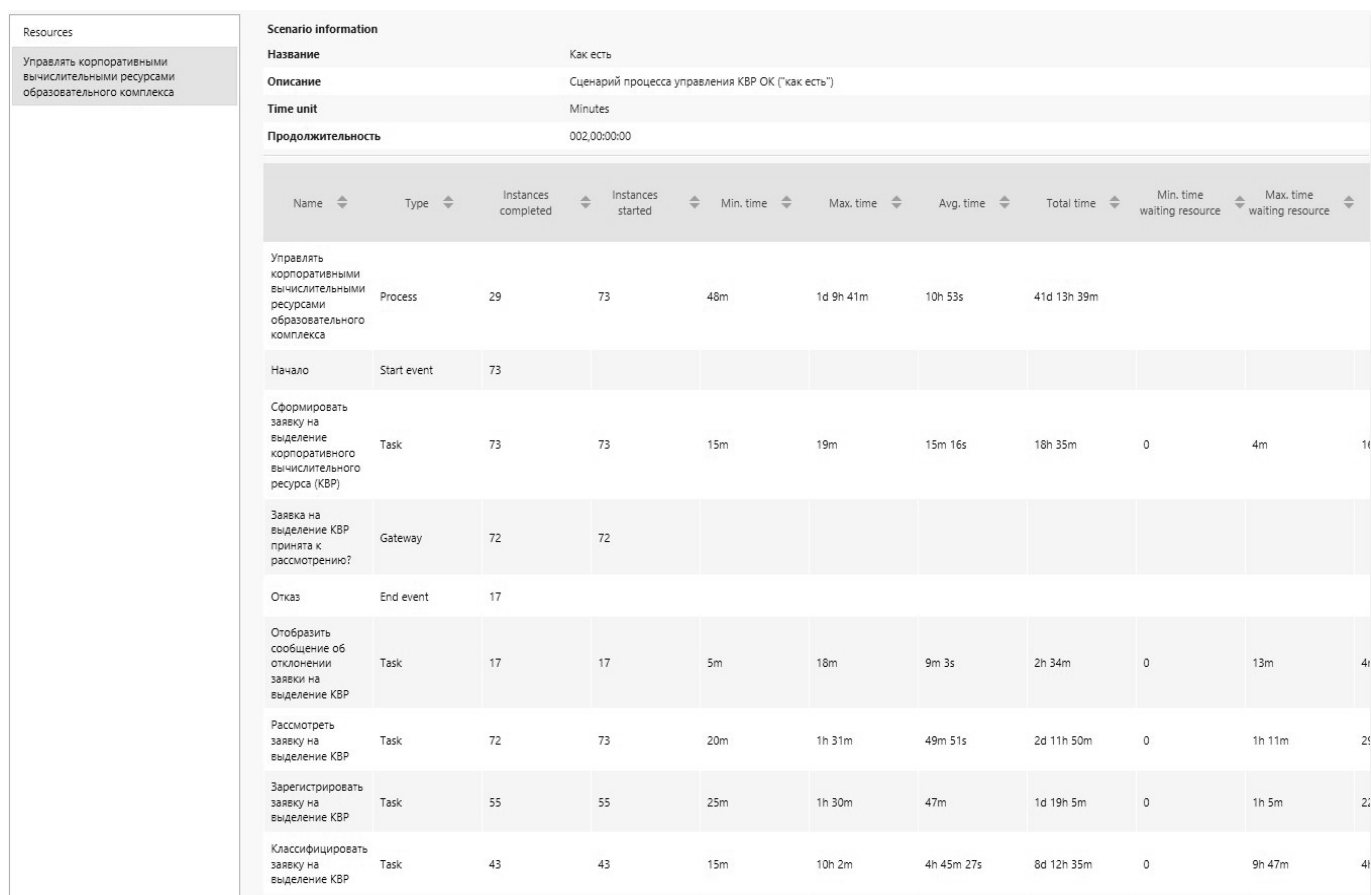 Resources
Управлять корпоративными
вычислительными ресурсами
образовательного комплекса
Scenario information
Название Как есть
Описание Сценарий процесса управления КВР ОК ("как есть")
Time unit Minutes
Продолжительность 002,00:00:00
Name Type Instances completed Instances started Min. time Max. time Avg. time Total time Min. time waiting resource Max. time waiting resource
Управлять
корпоративными
вычислительными
ресурсами
образовательного
комплекса
Process 29 73 48m 1d 9h 41m 10h 53s 41d 13h 39m
Начало Start event 73
Сформировать
заявку на
выделение
корпоративного
вычислительного
ресурса (КВР)
Task 73 73 15m 19m 15m 16s 18h 35m 0 4m
Заявка на
выделение КВР
принята к
рассмотрению?
Gateway 72 72
Отказ End event 17
Отобразить
сообщение об
отклонении
заявки на
выделение КВР
Task 17 17 5m 18m 9m 3s 2h 34m 0 13m
Рассмотреть
заявку на
выделение КВР
Task 72 73 20m 1h 31m 49m 51s 2d 11h 50m 0 1h 11m
Зарегистрировать
заявку на
выделение КВР
Task 55 55 25m 1h 30m 47m 1d 19h 5m 0 1h 5m
Классифицировать
заявку на
выделение КВР
Task 43 43 15m 10h 2m 4h 45m 27s 8d 12h 35m 0 9h 47m